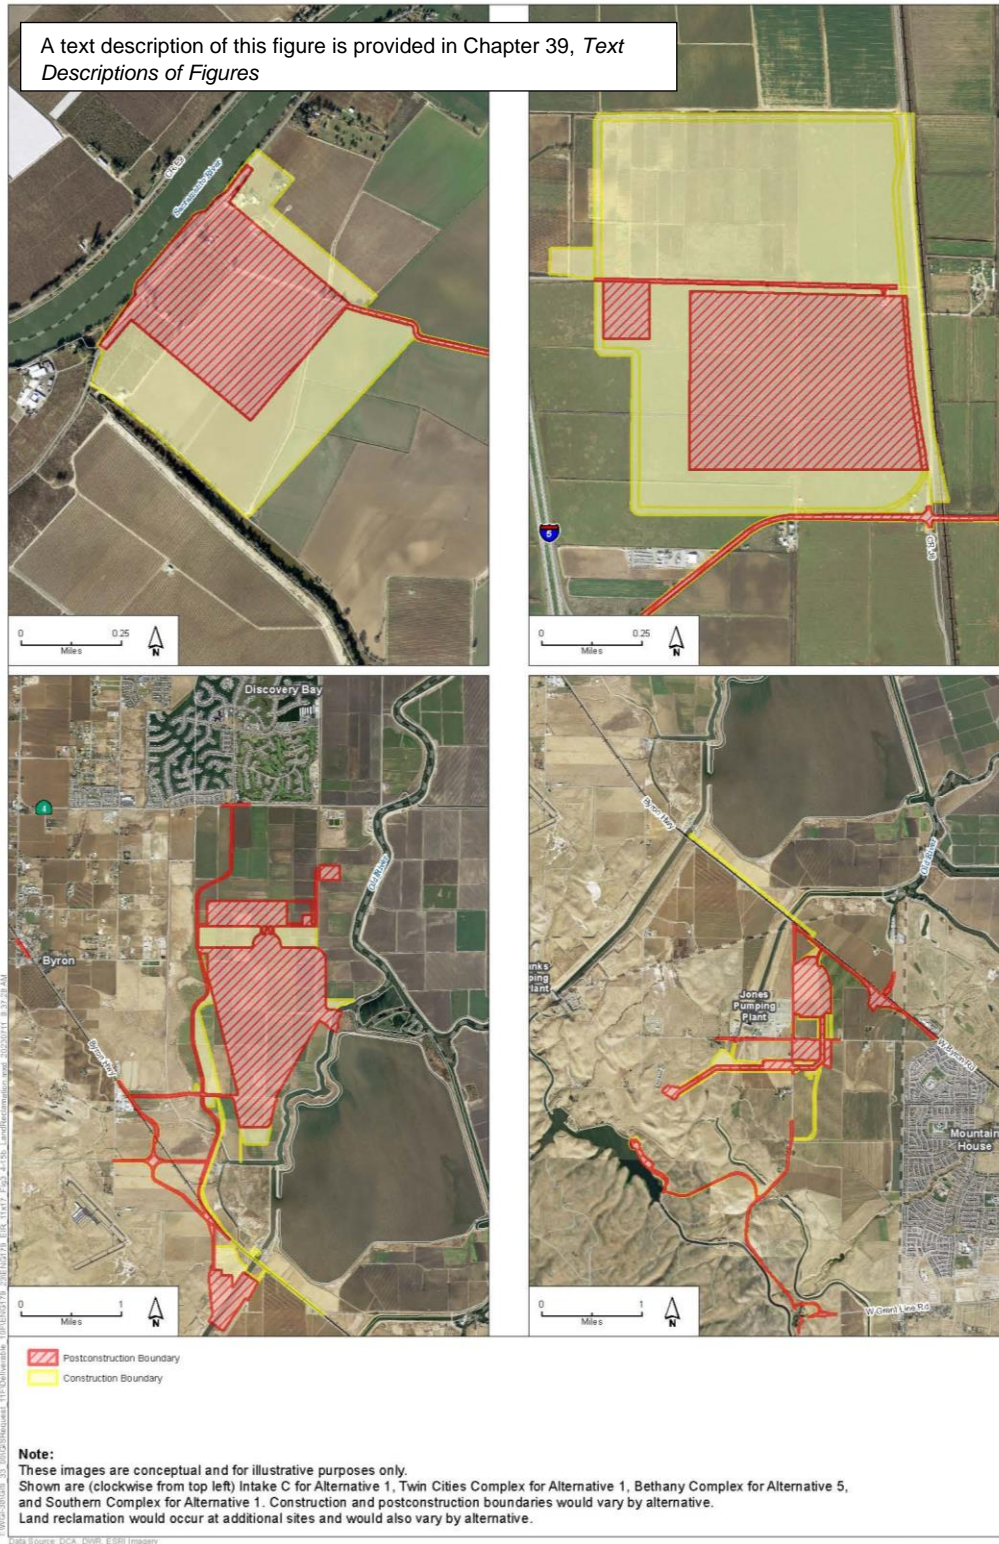 A text description of this figure is provided in Chapter 39, Text
Descriptions of Figures
Sacramento River
0 0.25
Miles
N
5
0 0.25
Miles
N
Discovery Bay
4
Old River
Byron
Byron Hwy
0 1
Miles
N
Byron Hwy
Old River
nks
ping
lant
Jones
Pumping
Plant
W Byron Rd
Mountain
House
W Grant Line Rd
0 1
Miles
N
Postconstruction Boundary
Construction Boundary
Note:
These images are conceptual and for illustrative purposes only.
Shown are (clockwise from top left) Intake C for Alternative 1, Twin Cities Complex for Alternative 1, Bethany Complex for Alternative 5,
and Southern Complex for Alternative 1. Construction and postconstruction boundaries would vary by alternative.
Land reclamation would occur at additional sites and would also vary by alternative.
Data Source: DCA, DWR, ESRI Imagery